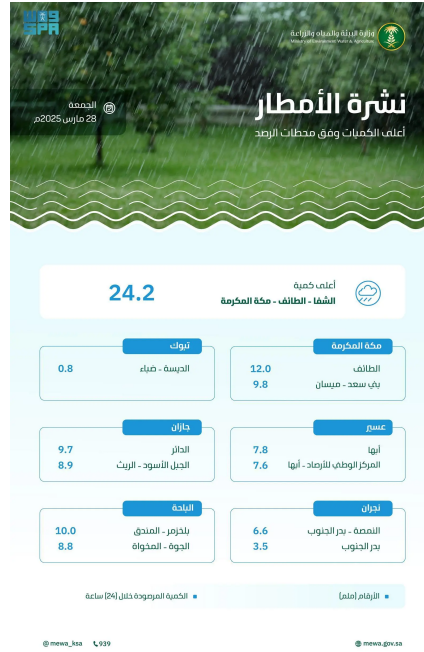 واس
SPA
وزارة البيئة والمياه والزراعة
Ministry of Environment Water & Agriculture
الجمعة
28 مارس 2025م
نشرة الأمطار
أعلى الكميات وفق محطات الرصد
أعلى كمية
الشفا - الطائف - مكة المكرمة
24.2
مكة المكرمة
الطائف 12.0
بني سعد - ميسان 9.8
تبوك
الديسة - ضباء 0.8
عسير
أبها 7.8
المركز الوطني للأرصاد - أبها 7.6
جازان
الدائر 9.7
الجبل الأسود - الريث 8.9
نجران
النمصة - بدر الجنوب 6.6
بدر الجنوب 3.5
الباحة
بلخزمر - المندق 10.0
الجوة - المخواة 8.8
الأرقام (ملم)
الكمية المرصودة خلال (24) ساعة
@mewa_ksa
939
mewa.gov.sa